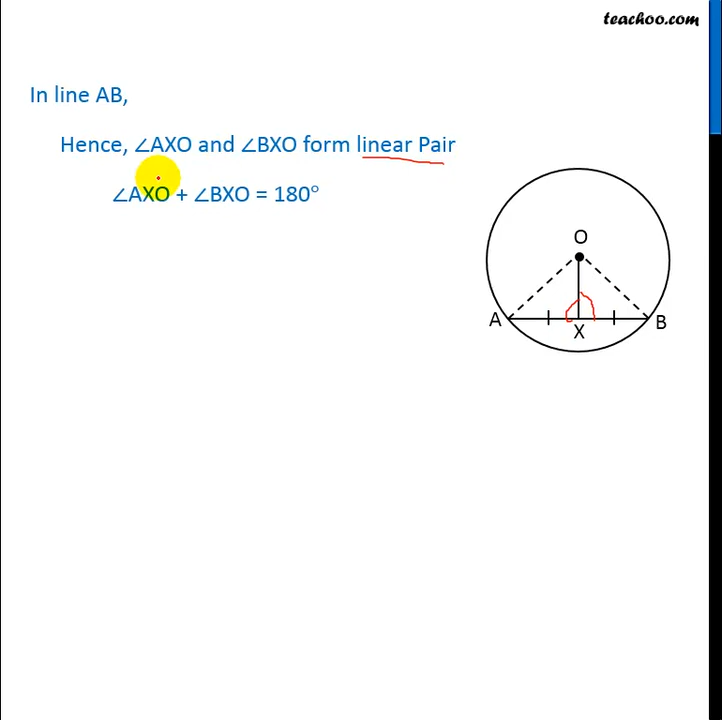 teachoo.com
In line AB,
Hence, ∠AXO and ∠BXO form linear Pair
∠AXO + ∠BXO = 180°
O
A
X
B